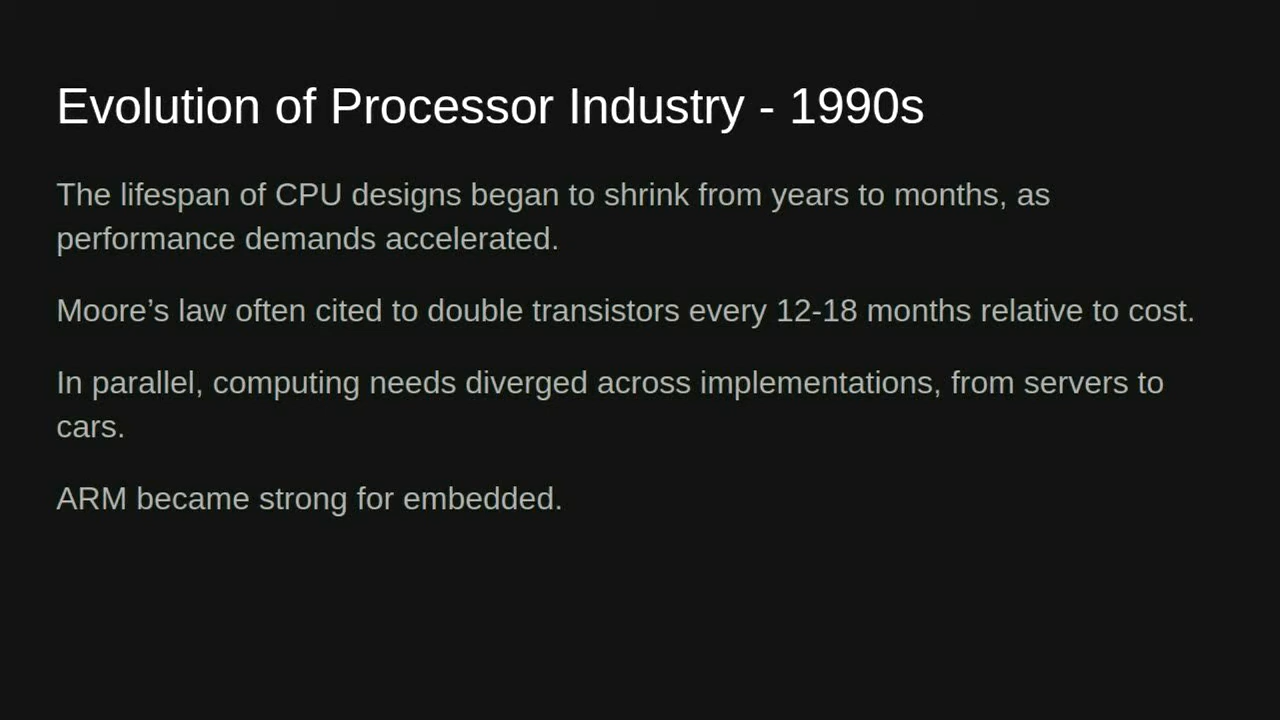 Evolution of Processor Industry - 1990s
The lifespan of CPU designs began to shrink from years to months, as
performance demands accelerated.
Moore’s law often cited to double transistors every 12-18 months relative to cost.
In parallel, computing needs diverged across implementations, from servers to
cars.
ARM became strong for embedded.